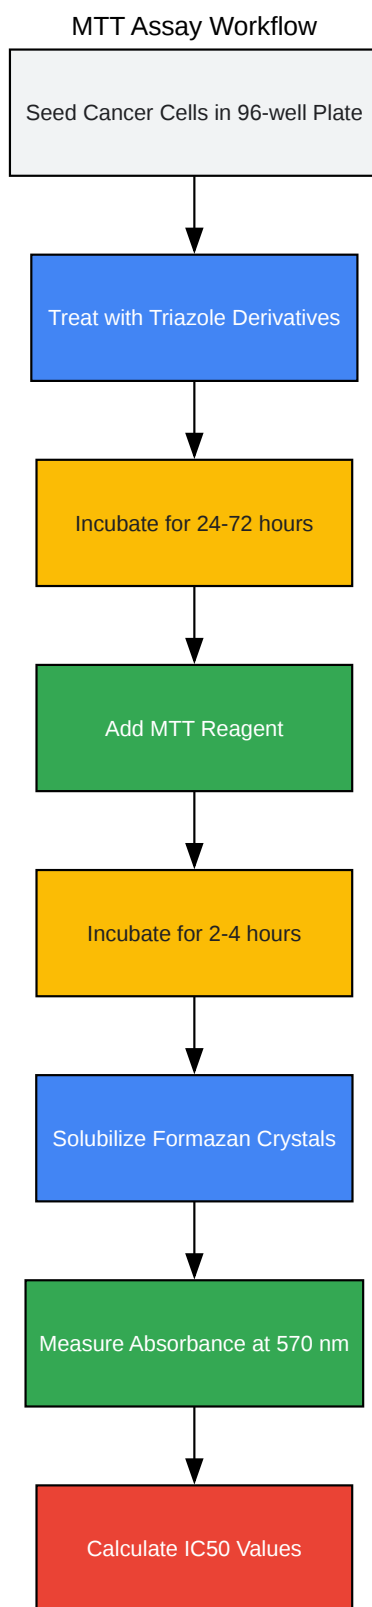 MTT Assay Workflow
Seed Cancer Cells in 96-well Plate
Treat with Triazole Derivatives
Incubate for 24-72 hours
Add MTT Reagent
Incubate for 2-4 hours
Solubilize Formazan Crystals
Measure Absorbance at 570 nm
Calculate IC50 Values